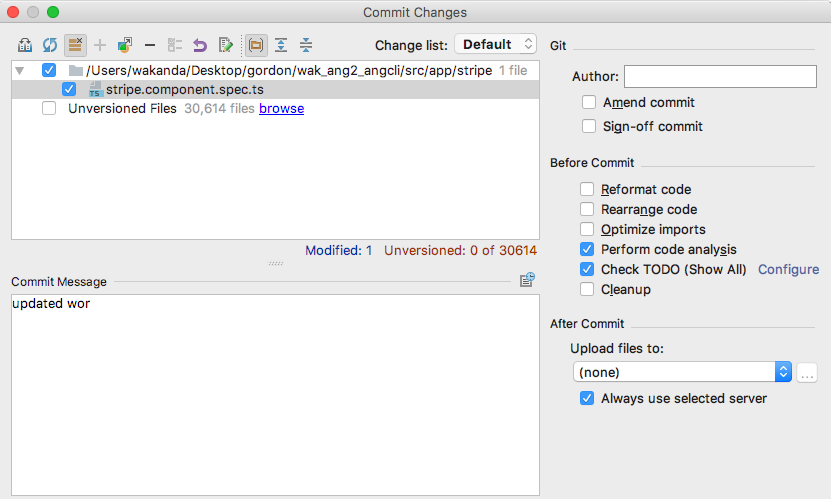 Commit Changes
Change list: Default
/Users/wakanda/Desktop/gordon/wak_ang2_angcli/src/app/stripe 1 file
TS stripe.component.spec.ts
Unversioned Files 30,614 files browse
Modified: 1 Unversioned: 0 of 30614
Commit Message
updated wor
Git
Author:
Amend commit
Sign-off commit
Before Commit
Reformat code
Rearrange code
Optimize imports
Perform code analysis
Check TODO (Show All) Configure
Cleanup
After Commit
Upload files to:
(none) ...
Always use selected server